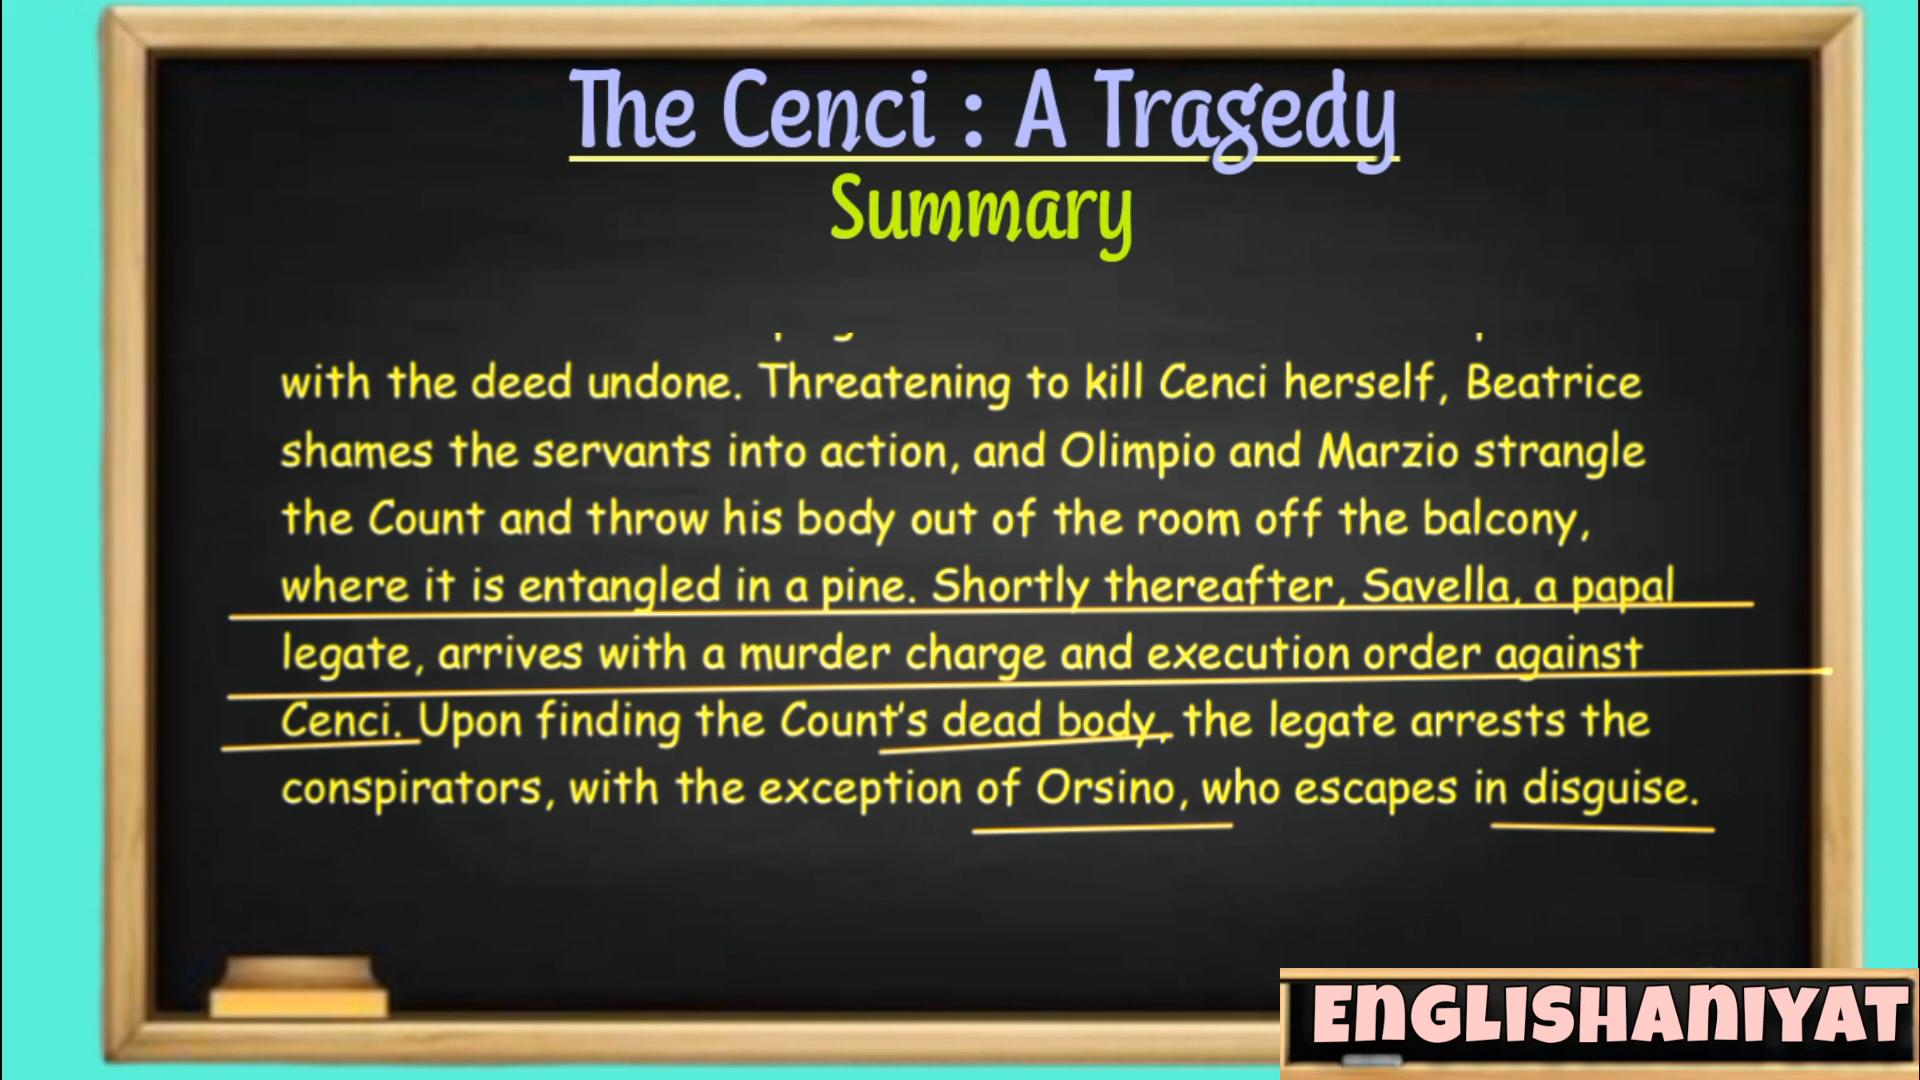 The Cenci : A Tragedy
Summary
with the deed undone. Threatening to kill Cenci herself, Beatrice
shames the servants into action, and Olimpio and Marzio strangle
the Count and throw his body out of the room off the balcony,
where it is entangled in a pine. Shortly thereafter, Savella, a papal
legate, arrives with a murder charge and execution order against
Cenci. Upon finding the Count's dead body, the legate arrests the
conspirators, with the exception of Orsino, who escapes in disguise.
ENGLISHANIYAT